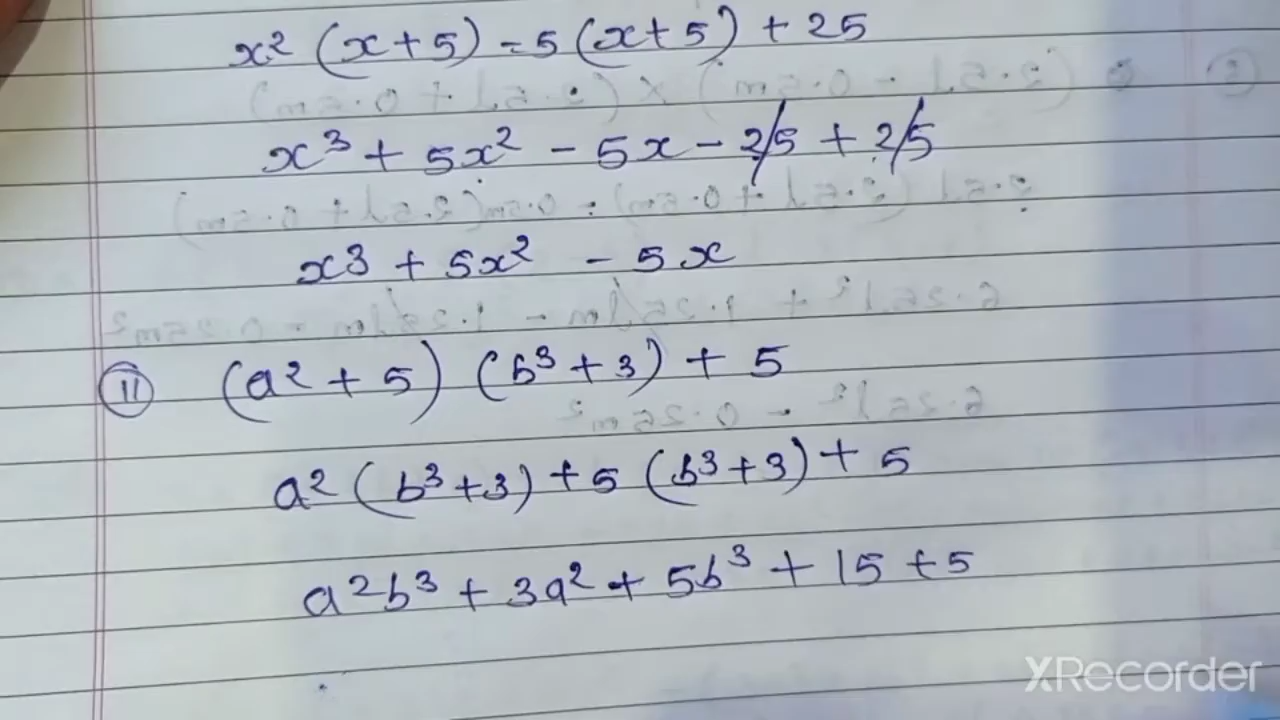 x² (x+5) - 5 (x+5) + 25
x³ + 5x² - 5x - 25 + 25
x³ + 5x² - 5x
(ii) (a² + 5) (b³ + 3) + 5
a² (b³+3) + 5 (b³+3) + 5
a²b³ + 3a² + 5b³ + 15 + 5
XRecorder